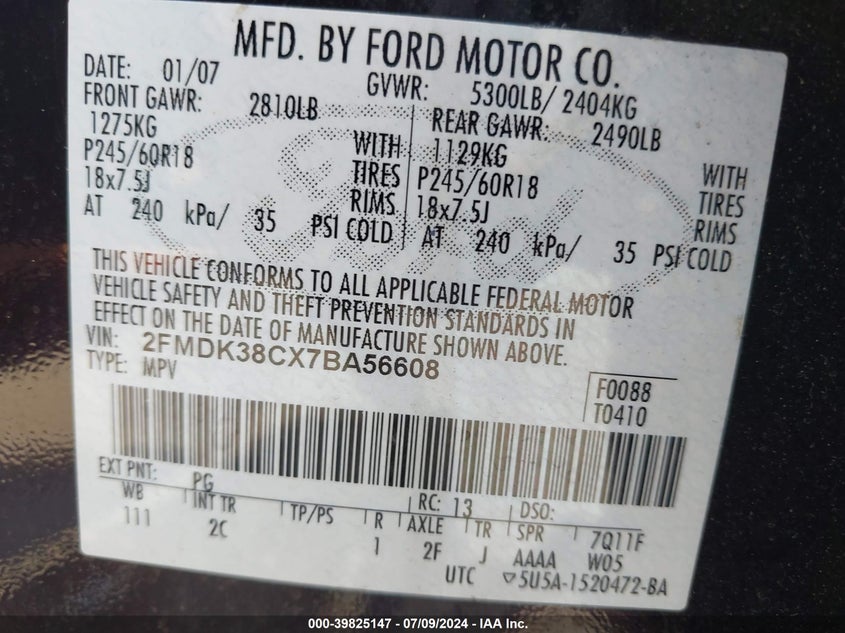 MFD. BY FORD MOTOR CO.
DATE: 01/07 GVWR: 5300LB/ 2404KG
FRONT GAWR: 2810LB REAR GAWR: 2490LB
1275KG WITH 1129KG WITH
P245/60R18 TIRES P245/60R18 TIRES
18x7.5J RIMS 18x7.5J RIMS
AT 240 kPa/ 35 PSI COLD AT 240 kPa/ 35 PSI COLD
THIS VEHICLE CONFORMS TO ALL APPLICABLE FEDERAL MOTOR
VEHICLE SAFETY AND THEFT PREVENTION STANDARDS IN
EFFECT ON THE DATE OF MANUFACTURE SHOWN ABOVE.
VIN: 2FMDK38CX7BA56608
TYPE: MPV
F0088
T0410
EXT PNT: PG RC: 13 DSO:
WB INT TR TP/PS R AXLE TR SPR 7Q11F
111 2C 1 2F J AAAA W05
UTC 5U5A-1520472-BA
000-39825147 - 07/09/2024 - IAA Inc.